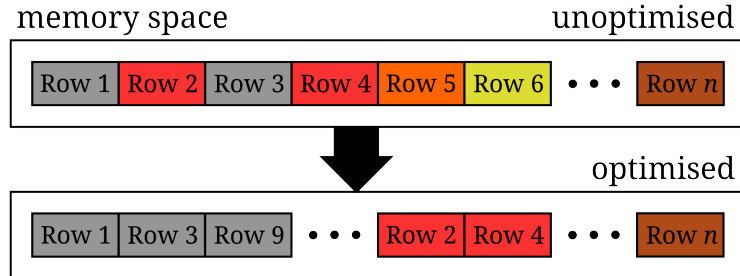 memory space unoptimised
Row 1 Row 2 Row 3 Row 4 Row 5 Row 6 ••• Row n
optimised
Row 1 Row 3 Row 9 ••• Row 2 Row 4 ••• Row n